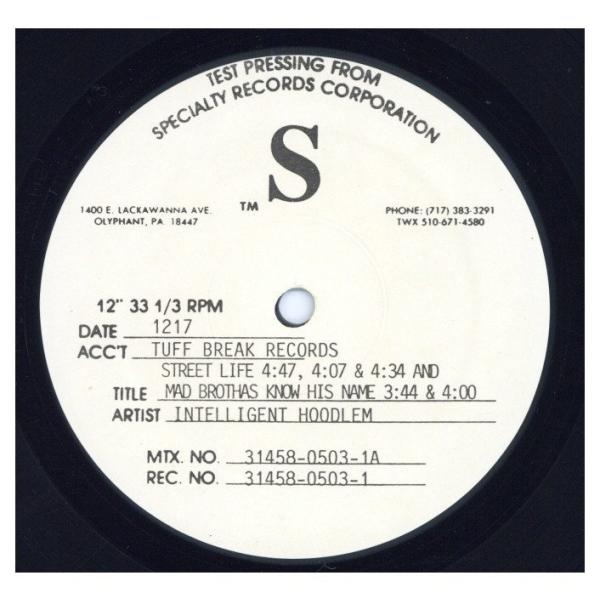 TEST PRESSING FROM
SPECIALTY RECORDS CORPORATION
S
TM
1400 E. LACKAWANNA AVE.
OLYPHANT, PA 18447
PHONE: (717) 383-3291
TWX 510-671-4580
12" 33 1/3 RPM
DATE 1217
ACC'T TUFF BREAK RECORDS
STREET LIFE 4:47, 4:07 & 4:34 AND
TITLE MAD BROTHAS KNOW HIS NAME 3:44 & 4:00
ARTIST INTELLIGENT HOODLEM
MTX. NO. 31458-0503-1A
REC. NO. 31458-0503-1